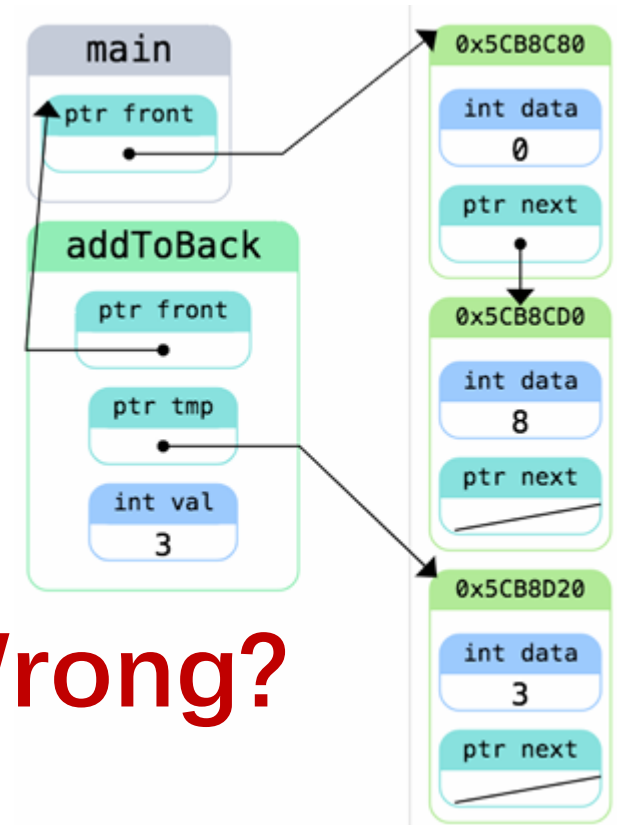 main
ptr front
addToBack
ptr front
ptr tmp
int val
3
0x5CB8C80
int data
0
ptr next
0x5CB8CD0
int data
8
ptr next
0x5CB8D20
int data
3
ptr next
Wrong?